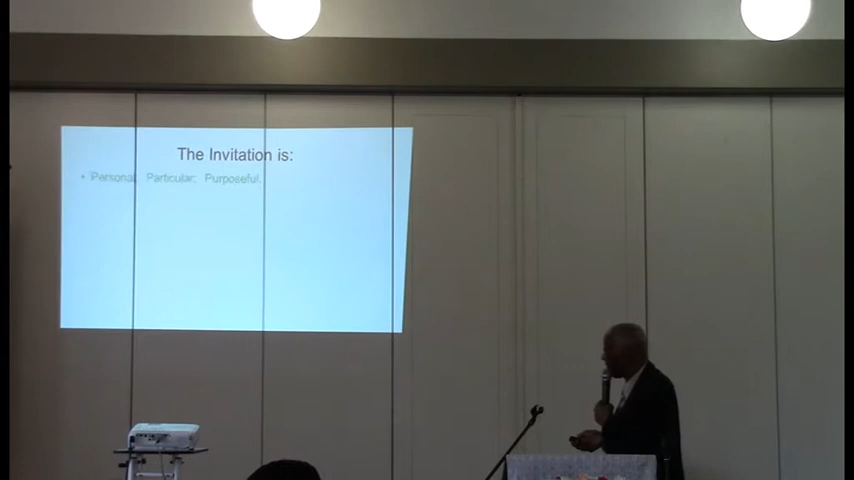 The Invitation is:
• Personal; Particular; Purposeful.